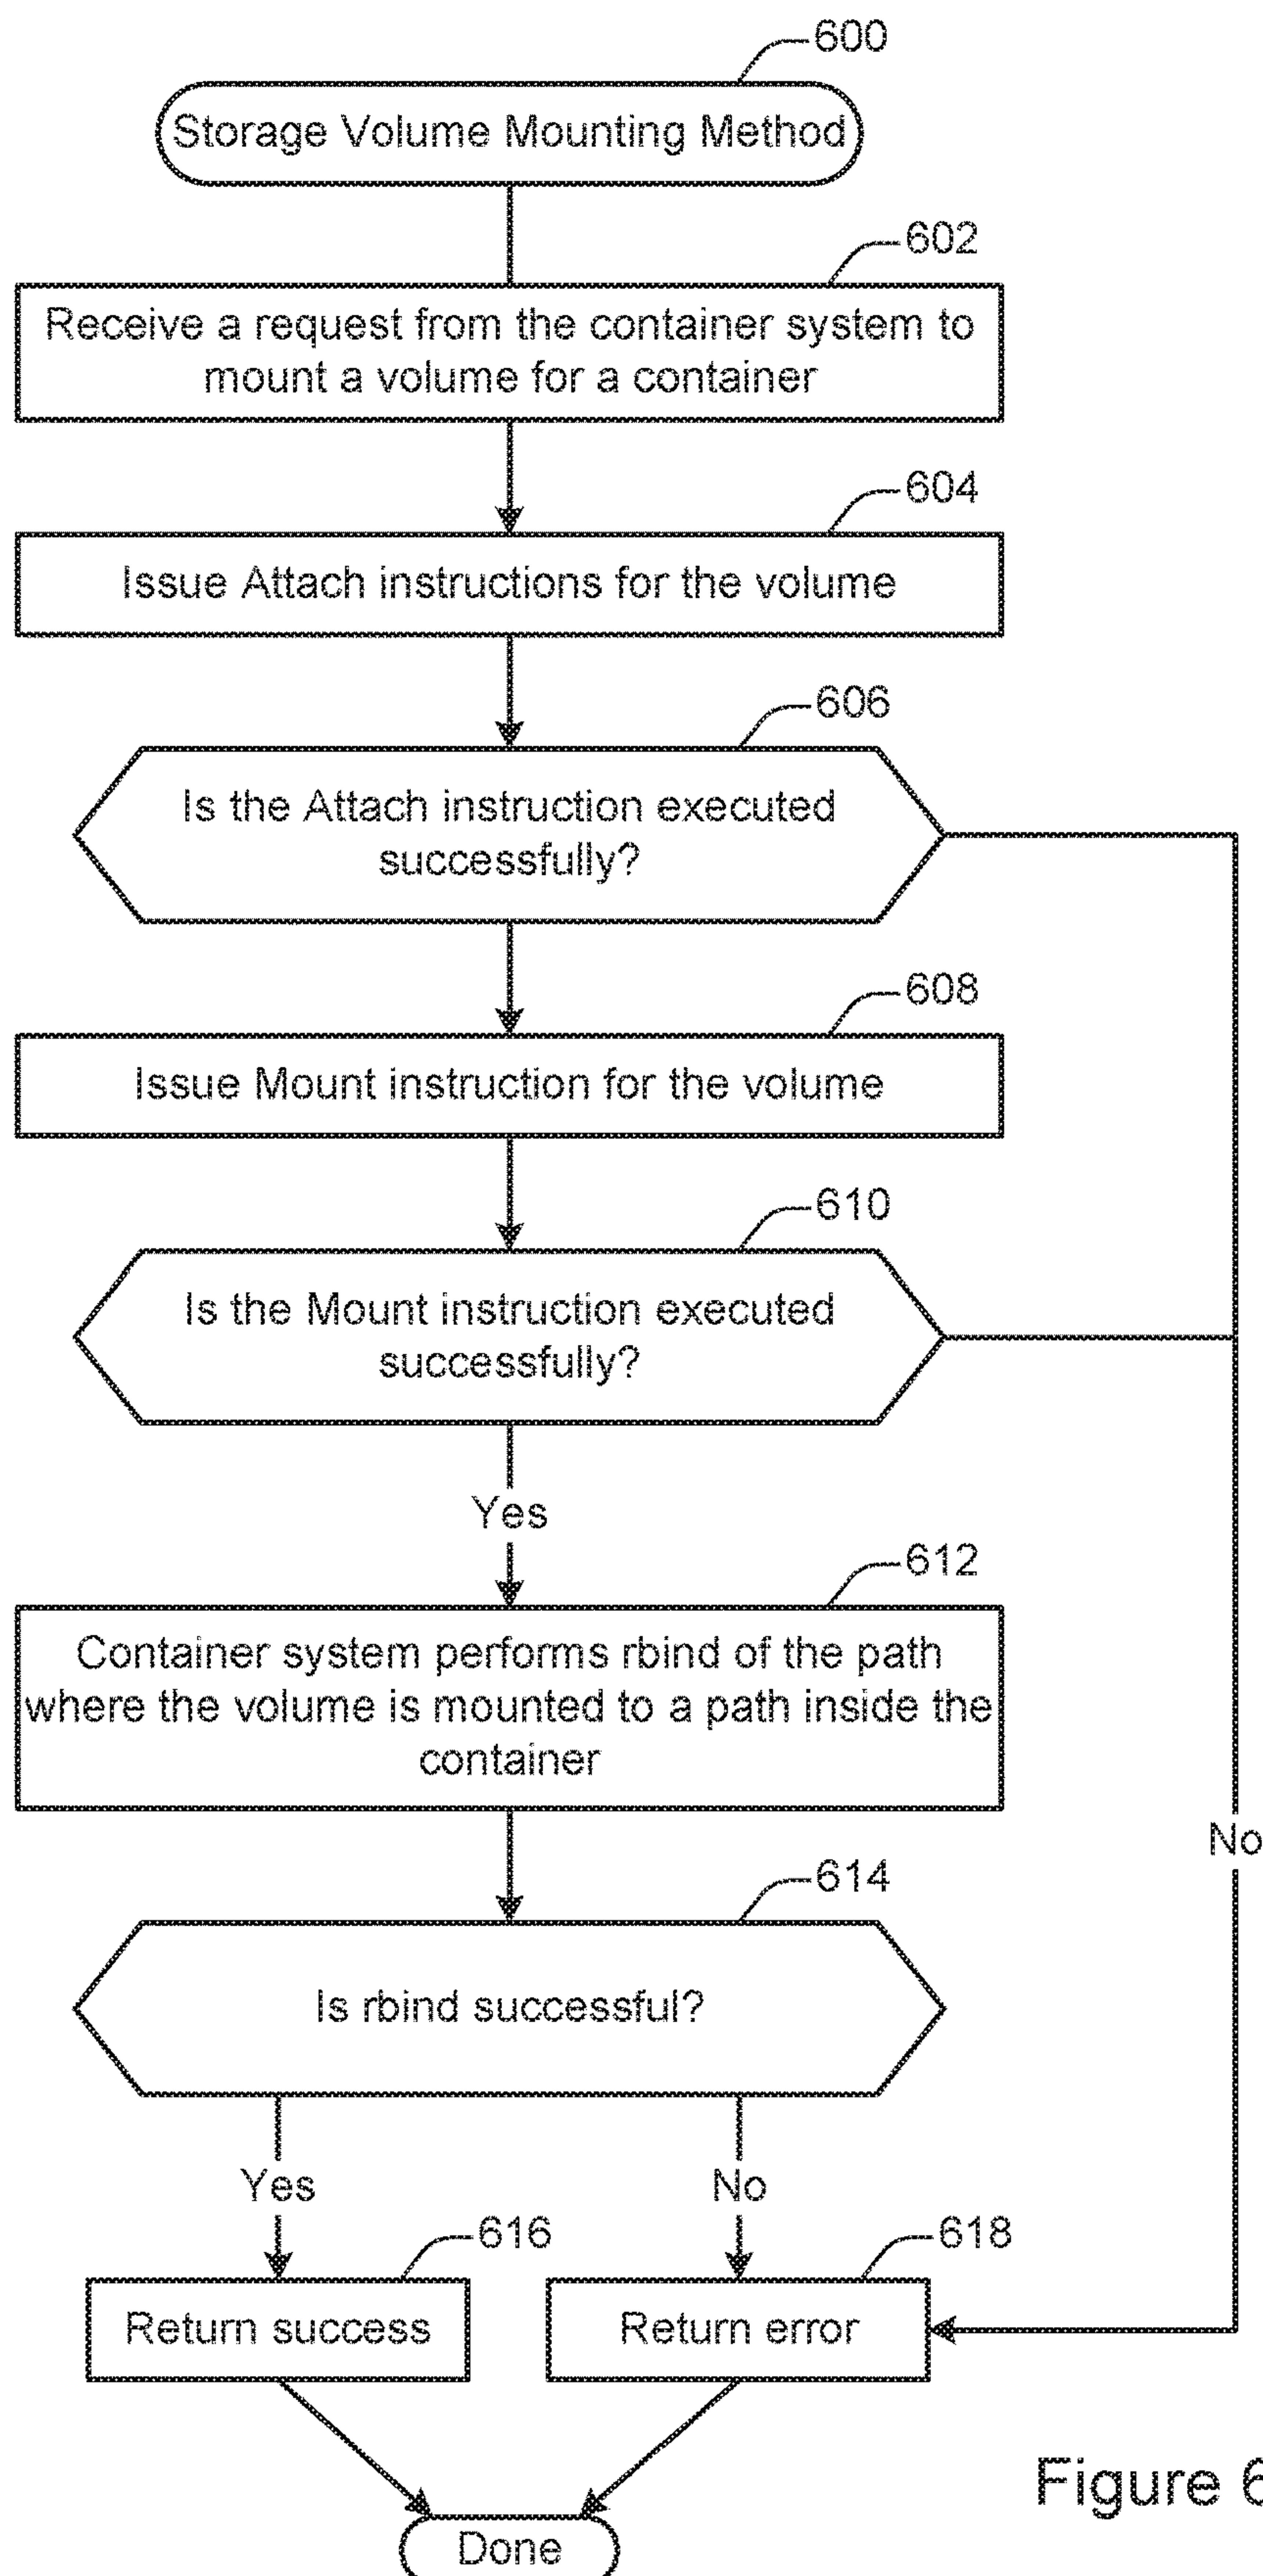 600
Storage Volume Mounting Method
602
Receive a request from the container system to
mount a volume for a container
604
Issue Attach instructions for the volume
606
Is the Attach instruction executed
successfully?
608
Issue Mount instruction for the volume
610
Is the Mount instruction executed
successfully?
Yes
612
Container system performs rbind of the path
where the volume is mounted to a path inside the
container
No
614
Is rbind successful?
Yes
No
616
618
Return success
Return error
Figure 6
Done